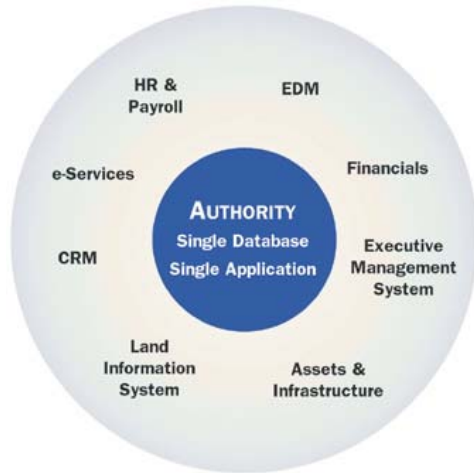 HR &
Payroll
EDM
e-Services
Financials
AUTHORITY
Single Database
Single Application
CRM
Executive
Management
System
Land
Information
System
Assets &
Infrastructure